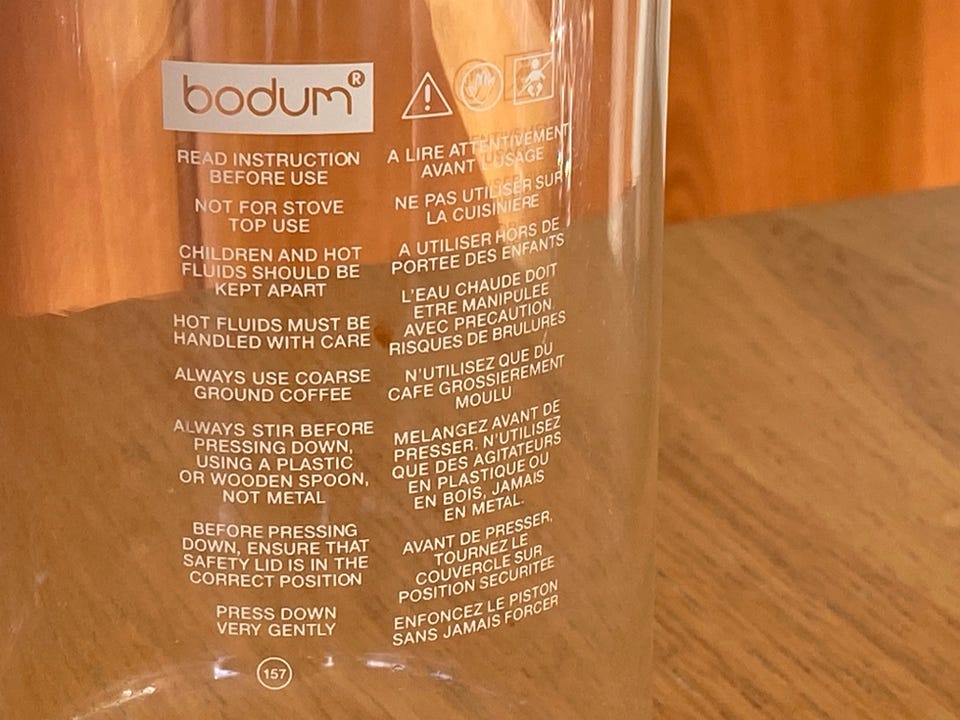 bodum®
READ INSTRUCTION
BEFORE USE
NOT FOR STOVE
TOP USE
CHILDREN AND HOT
FLUIDS SHOULD BE
KEPT APART
HOT FLUIDS MUST BE
HANDLED WITH CARE
ALWAYS USE COARSE
GROUND COFFEE
ALWAYS STIR BEFORE
PRESSING DOWN,
USING A PLASTIC
OR WOODEN SPOON,
NOT METAL
BEFORE PRESSING
DOWN, ENSURE THAT
SAFETY LID IS IN THE
CORRECT POSITION
PRESS DOWN
VERY GENTLY
157
A LIRE ATTENTIVEMENT
AVANT USAGE
NE PAS UTILISER SUR
LA CUISINIERE
A UTILISER HORS DE
PORTEE DES ENFANTS
L'EAU CHAUDE DOIT
ETRE MANIPULEE
AVEC PRECAUTION.
RISQUES DE BRULURES
N'UTILISEZ QUE DU
CAFE GROSSIEREMENT
MOULU
MELANGEZ AVANT DE
PRESSER. N'UTILISEZ
QUE DES AGITATEURS
EN PLASTIQUE OU
EN BOIS, JAMAIS
EN METAL.
AVANT DE PRESSER,
TOURNEZ LE
COUVERCLE SUR
POSITION SECURITEE
ENFONCEZ LE PISTON
SANS JAMAIS FORCER